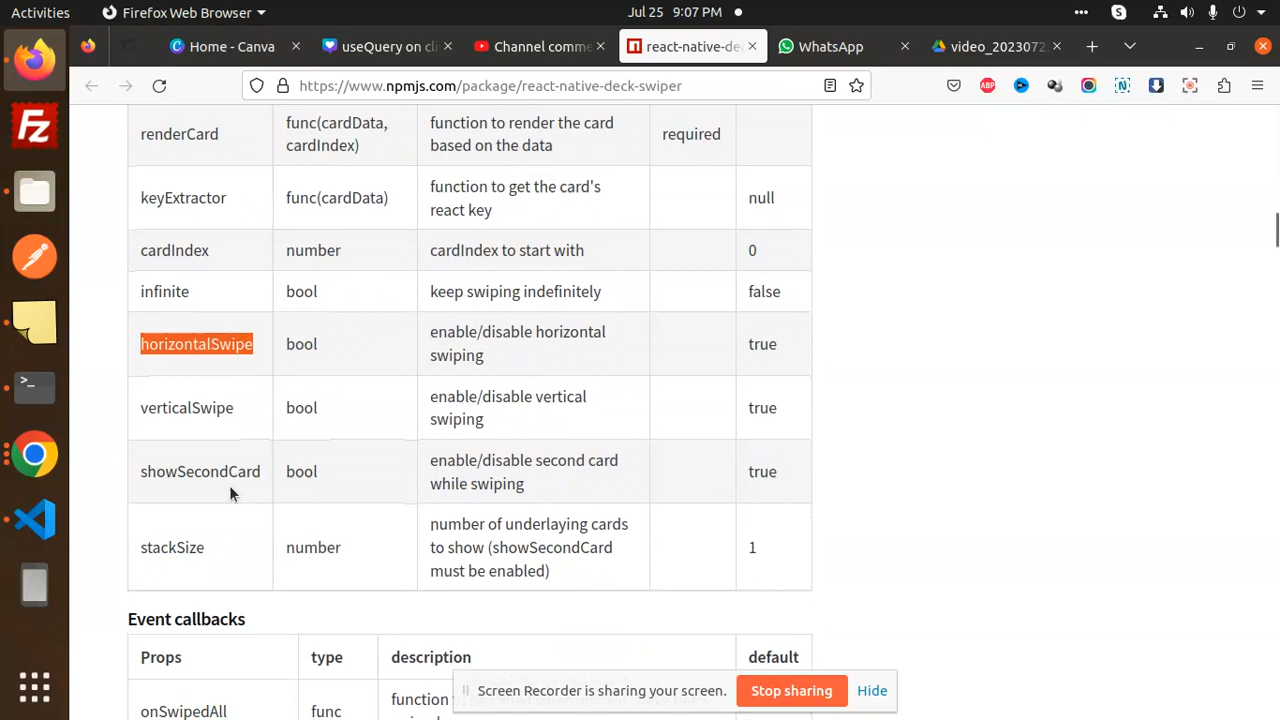 Activities
Firefox Web Browser
Jul 25 9:07 PM
Home - Canva
useQuery on cli
Channel comme
react-native-dec
WhatsApp
video_20230727
https://www.npmjs.com/package/react-native-deck-swiper
ABP
renderCard func(cardData, cardIndex) function to render the card based on the data required
keyExtractor func(cardData) function to get the card's react key null
cardIndex number cardIndex to start with 0
infinite bool keep swiping indefinitely false
horizontalSwipe bool enable/disable horizontal swiping true
verticalSwipe bool enable/disable vertical swiping true
showSecondCard bool enable/disable second card while swiping true
stackSize number number of underlaying cards to show (showSecondCard must be enabled) 1
Event callbacks
Props type description default
onSwipedAll func function
Screen Recorder is sharing your screen.
Stop sharing
Hide